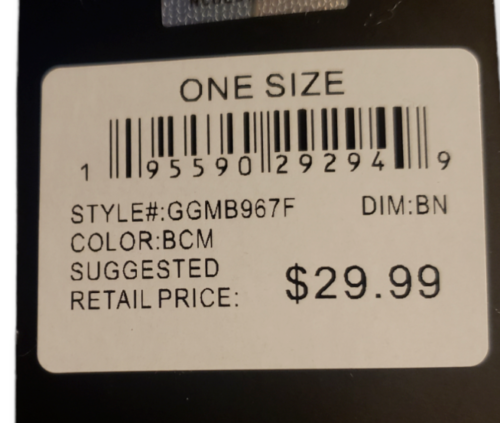 ONE SIZE
1 95590 29294 9
STYLE#:GGMB967F DIM:BN
COLOR:BCM
SUGGESTED
RETAIL PRICE: $29.99